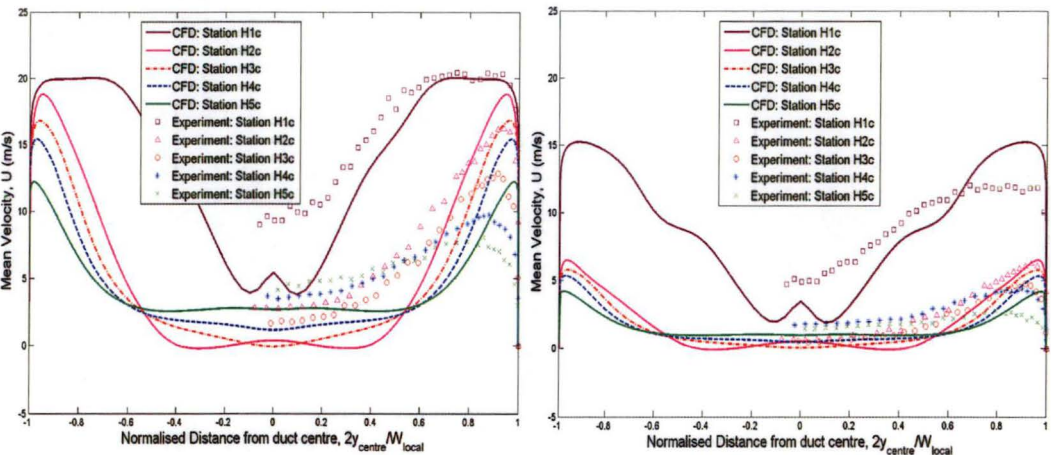 25
20
15
10
5
0
-5
Mean Velocity, U (m/s)
CFD: Station H1c
CFD: Station H2c
CFD: Station H3c
CFD: Station H4c
CFD: Station H5c
Experiment: Station H1c
Experiment: Station H2c
Experiment: Station H3c
Experiment: Station H4c
Experiment: Station H5c
-1 -0.8 -0.6 -0.4 -0.2 0 0.2 0.4 0.6 0.8 1
Normalised Distance from duct centre, 2y_centre/W_local
25
20
15
10
5
0
-5
Mean Velocity, U (m/s)
CFD: Station H1c
CFD: Station H2c
CFD: Station H3c
CFD: Station H4c
CFD: Station H5c
Experiment: Station H1c
Experiment: Station H2c
Experiment: Station H3c
Experiment: Station H4c
Experiment: Station H5c
-1 -0.8 -0.6 -0.4 -0.2 0 0.2 0.4 0.6 0.8 1
Normalised Distance from duct centre, 2y_centre/W_local